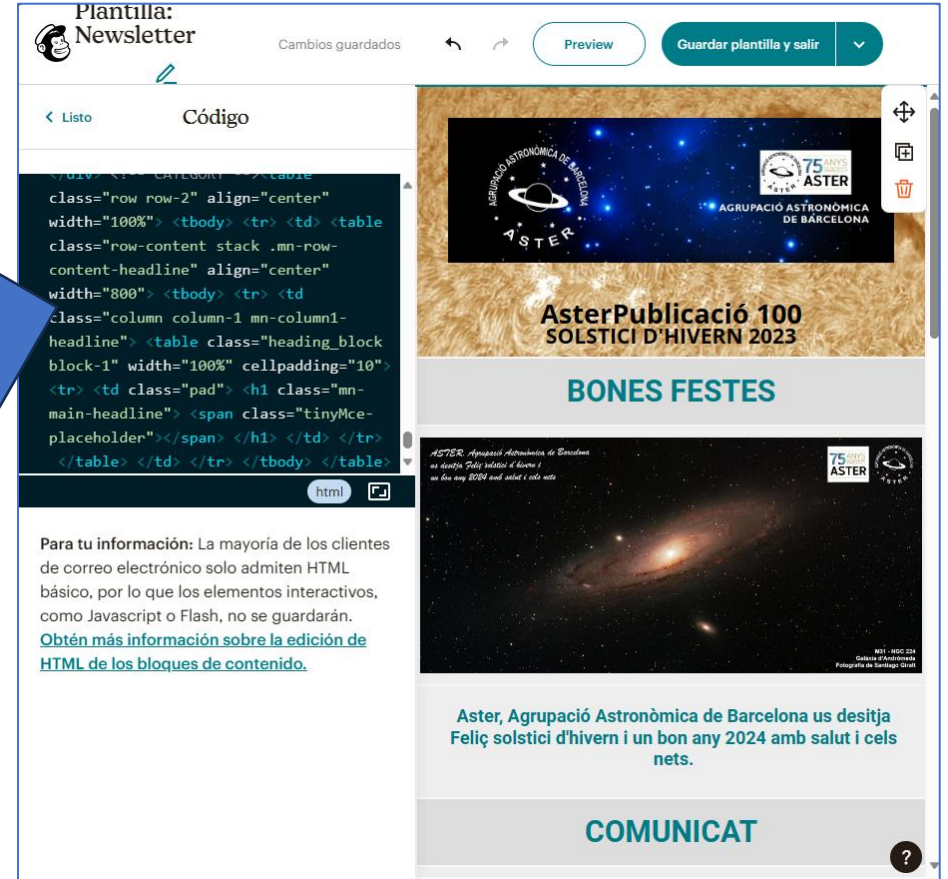 Plantilla:
Newsletter
Cambios guardados
Preview
Guardar plantilla y salir
Listo
Código
</div> <!-- CATEGORY --><table
class="row row-2" align="center"
width="100%"> <tbody> <tr> <td> <table
class="row-content stack .mn-row-
content-headline" align="center"
width="800"> <tbody> <tr> <td
class="column column-1 mn-column1-
headline"> <table class="heading_block
block-1" width="100%" cellpadding="10">
<tr> <td class="pad"> <h1 class="mn-
main-headline"> <span class="tinyMce-
placeholder"></span> </h1> </td> </tr>
</table> </td> </tr> </tbody> </table>
html
Para tu información: La mayoría de los clientes
de correo electrónico solo admiten HTML
básico, por lo que los elementos interactivos,
como Javascript o Flash, no se guardarán.
Obtén más información sobre la edición de
HTML de los bloques de contenido.
AGRUPACIÓ ASTRONÒMICA DE BARCELONA
ASTER
75 ANYS
ASTER
AGRUPACIÓ ASTRONÒMICA
DE BARCELONA
AsterPublicació 100
SOLSTICI D'HIVERN 2023
BONES FESTES
ASTER, Agrupació Astronòmica de Barcelona
us desitja Feliç solstici d'hivern i
un bon any 2024 amb salut i cels nets
75 ANYS
ASTER
M31 - NGC 224
Galàxia d'Andròmeda
Fotografia de Santiago Giralt
Aster, Agrupació Astronòmica de Barcelona us desitja
Feliç solstici d'hivern i un bon any 2024 amb salut i cels
nets.
COMUNICAT
?